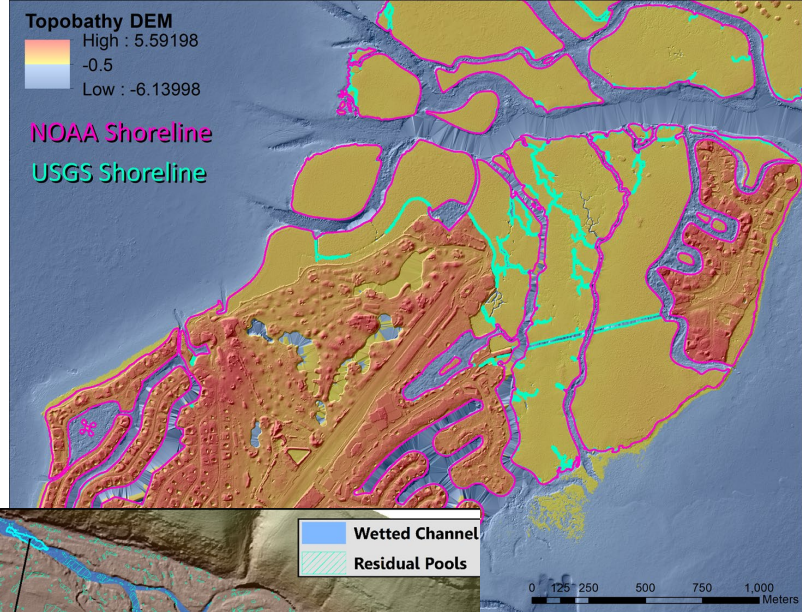 Topobathy DEM
High : 5.59198
-0.5
Low : -6.13998
NOAA Shoreline
USGS Shoreline
Wetted Channel
Residual Pools
0 125 250 500 750 1,000
Meters